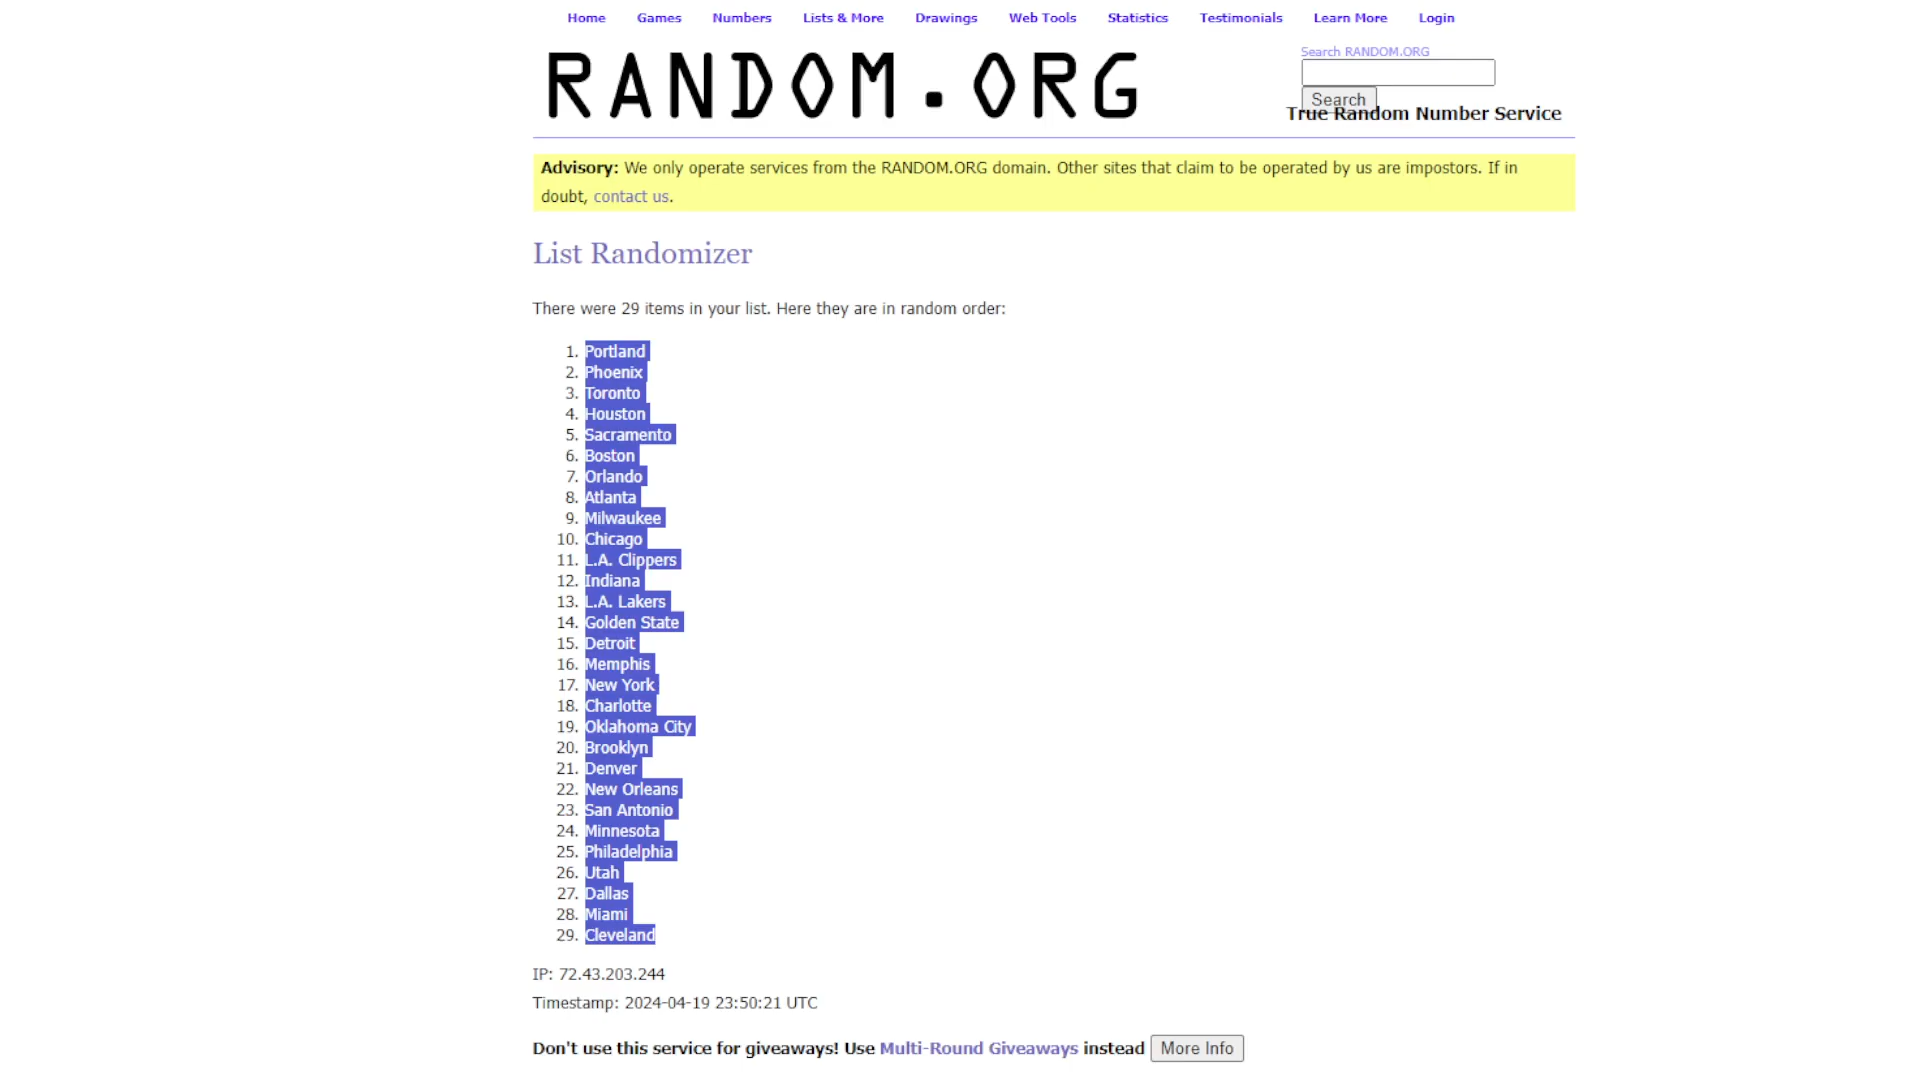 Home Games Numbers Lists & More Drawings Web Tools Statistics Testimonials Learn More Login
RANDOM.ORG
Search RANDOM.ORG
Search
True Random Number Service
Advisory: We only operate services from the RANDOM.ORG domain. Other sites that claim to be operated by us are impostors. If in
doubt, contact us.
List Randomizer
There were 29 items in your list. Here they are in random order:
1. Portland
2. Phoenix
3. Toronto
4. Houston
5. Sacramento
6. Boston
7. Orlando
8. Atlanta
9. Milwaukee
10. Chicago
11. L.A. Clippers
12. Indiana
13. L.A. Lakers
14. Golden State
15. Detroit
16. Memphis
17. New York
18. Charlotte
19. Oklahoma City
20. Brooklyn
21. Denver
22. New Orleans
23. San Antonio
24. Minnesota
25. Philadelphia
26. Utah
27. Dallas
28. Miami
29. Cleveland
IP: 72.43.203.244
Timestamp: 2024-04-19 23:50:21 UTC
Don't use this service for giveaways! Use Multi-Round Giveaways instead More Info